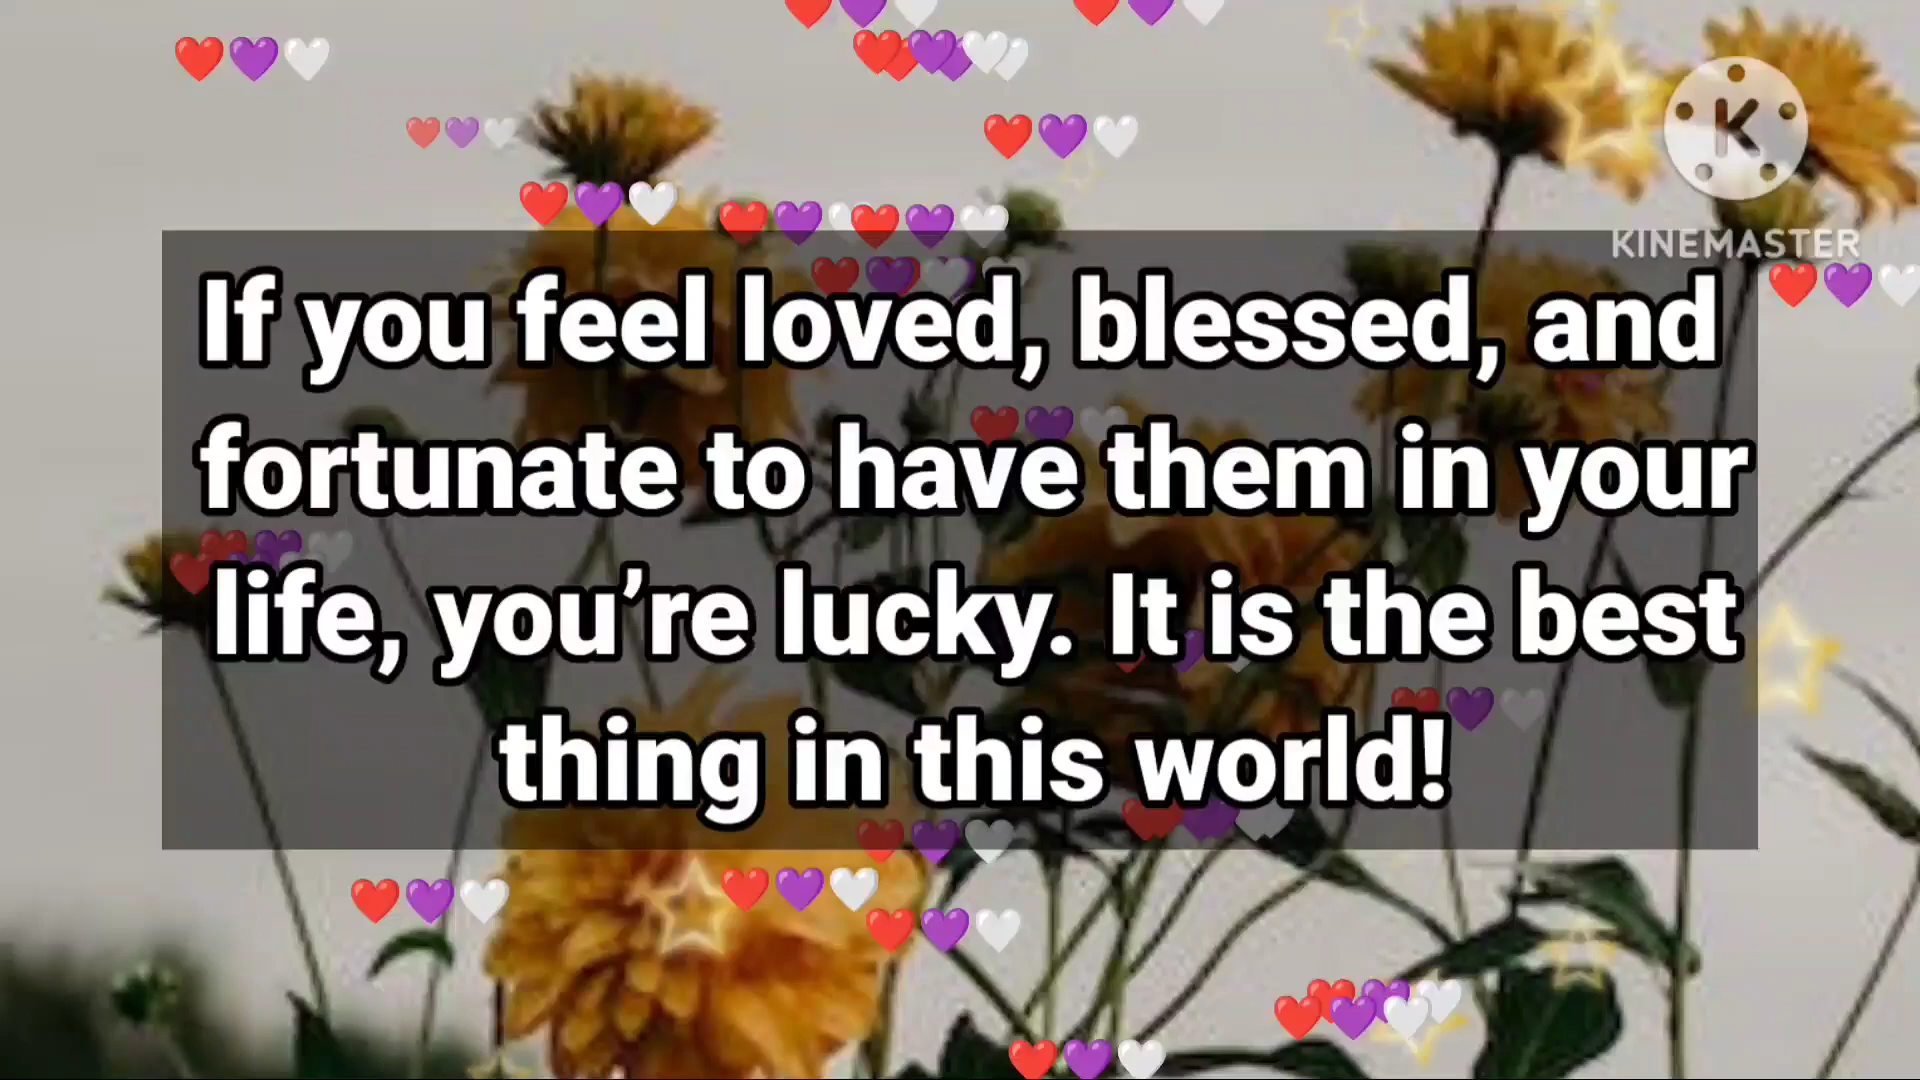 K
KINEMASTER
If you feel loved, blessed, and
fortunate to have them in your
life, you’re lucky. It is the best
thing in this world!